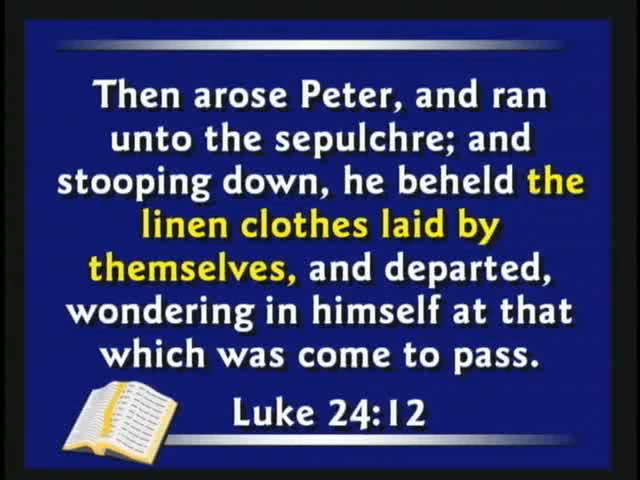 Then arose Peter, and ran
unto the sepulchre; and
stooping down, he beheld the
linen clothes laid by
themselves, and departed,
wondering in himself at that
which was come to pass.
Luke 24:12